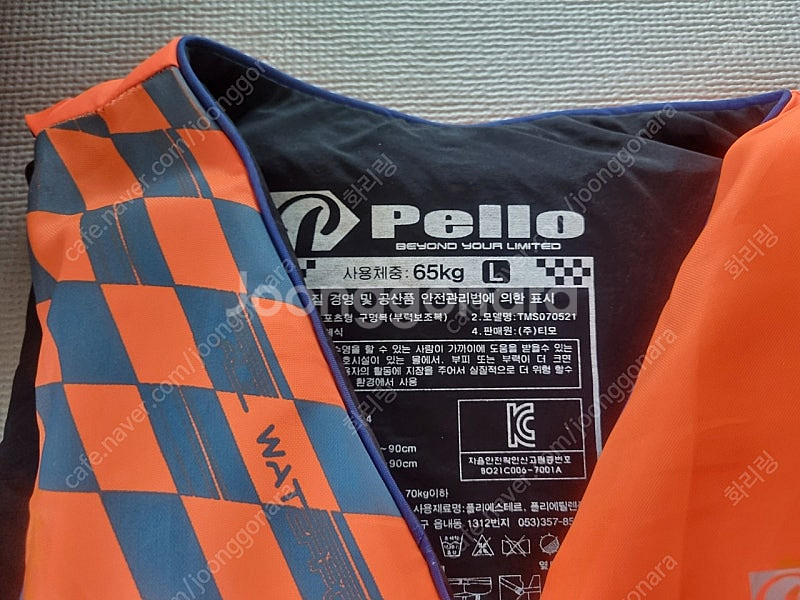 Pello
BEYOND YOUR LIMITED
사용체중: 65kg L
질 경영 및 공산품 안전관리법에 의한 표시
포츠형 구명복(부력보조복) 2.모델명:TMS070521
4.판매원:(주)티모
수영을 할 수 있는 사람이 가까이에 도움을 받을수 있는
호시설이 있는 물에서. 부피 또는 부력이 더 크면
용자의 활동에 지장을 주어서 실질적으로 더 위험 할수
환경에서 사용
4
~90cm
~90cm
자율안전확인신고필증번호
B021C006-7001A
70kg이하
사용재료명:폴리에스테르, 폴리에틸렌
구 읍내동 1312번지 053)357-85
WAT
Joonggonara
cafe.naver.com/joonggonara
화리링